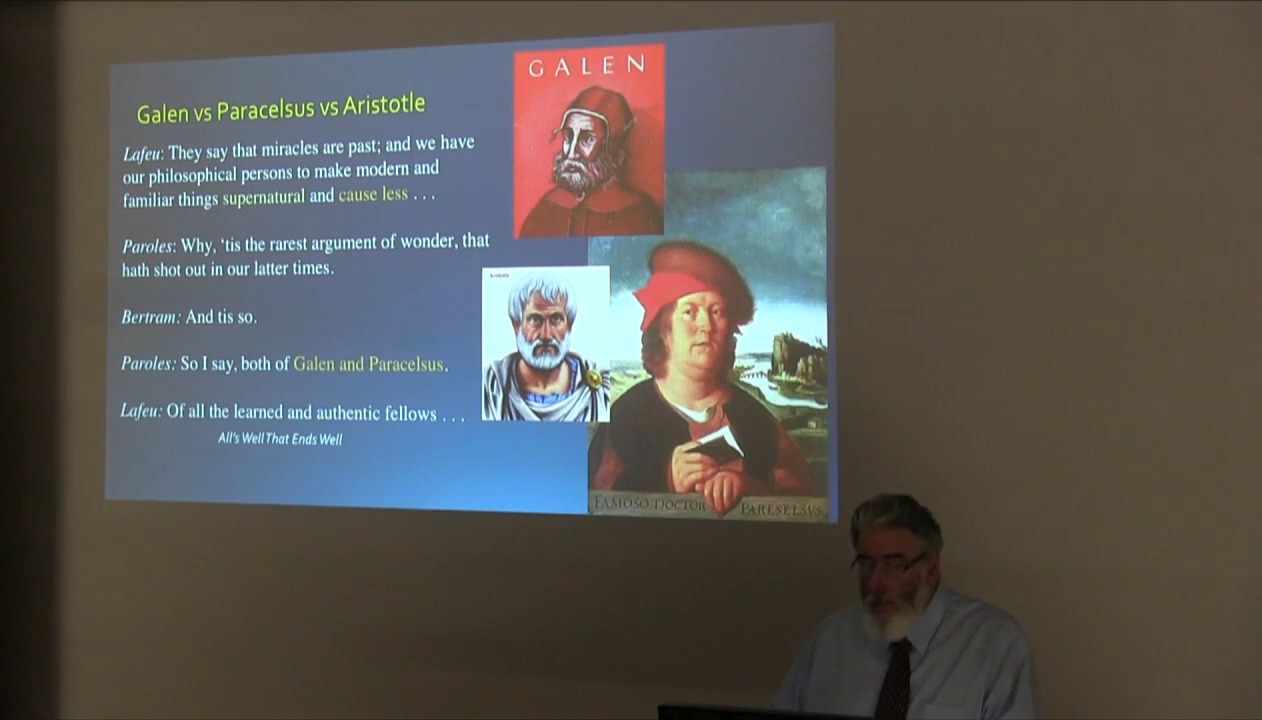 GALEN
Galen vs Paracelsus vs Aristotle
Lafeu: They say that miracles are past; and we have
our philosophical persons to make modern and
familiar things supernatural and cause less . . .
Paroles: Why, ‘tis the rarest argument of wonder, that
hath shot out in our latter times.
Bertram: And tis so.
Paroles: So I say, both of Galen and Paracelsus.
Lafeu: Of all the learned and authentic fellows . . .
All's Well That Ends Well
Aristotle
FAMOSO DOCTOR PARESELSVS